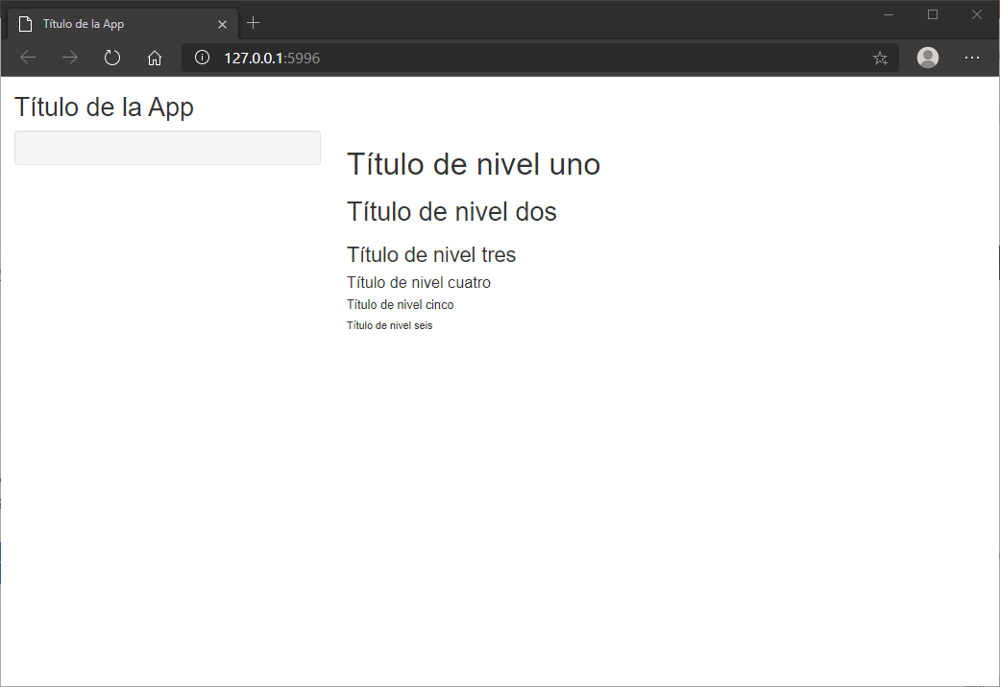 Título de la App
127.0.0.1:5996
Título de la App
Título de nivel uno
Título de nivel dos
Título de nivel tres
Título de nivel cuatro
Título de nivel cinco
Título de nivel seis